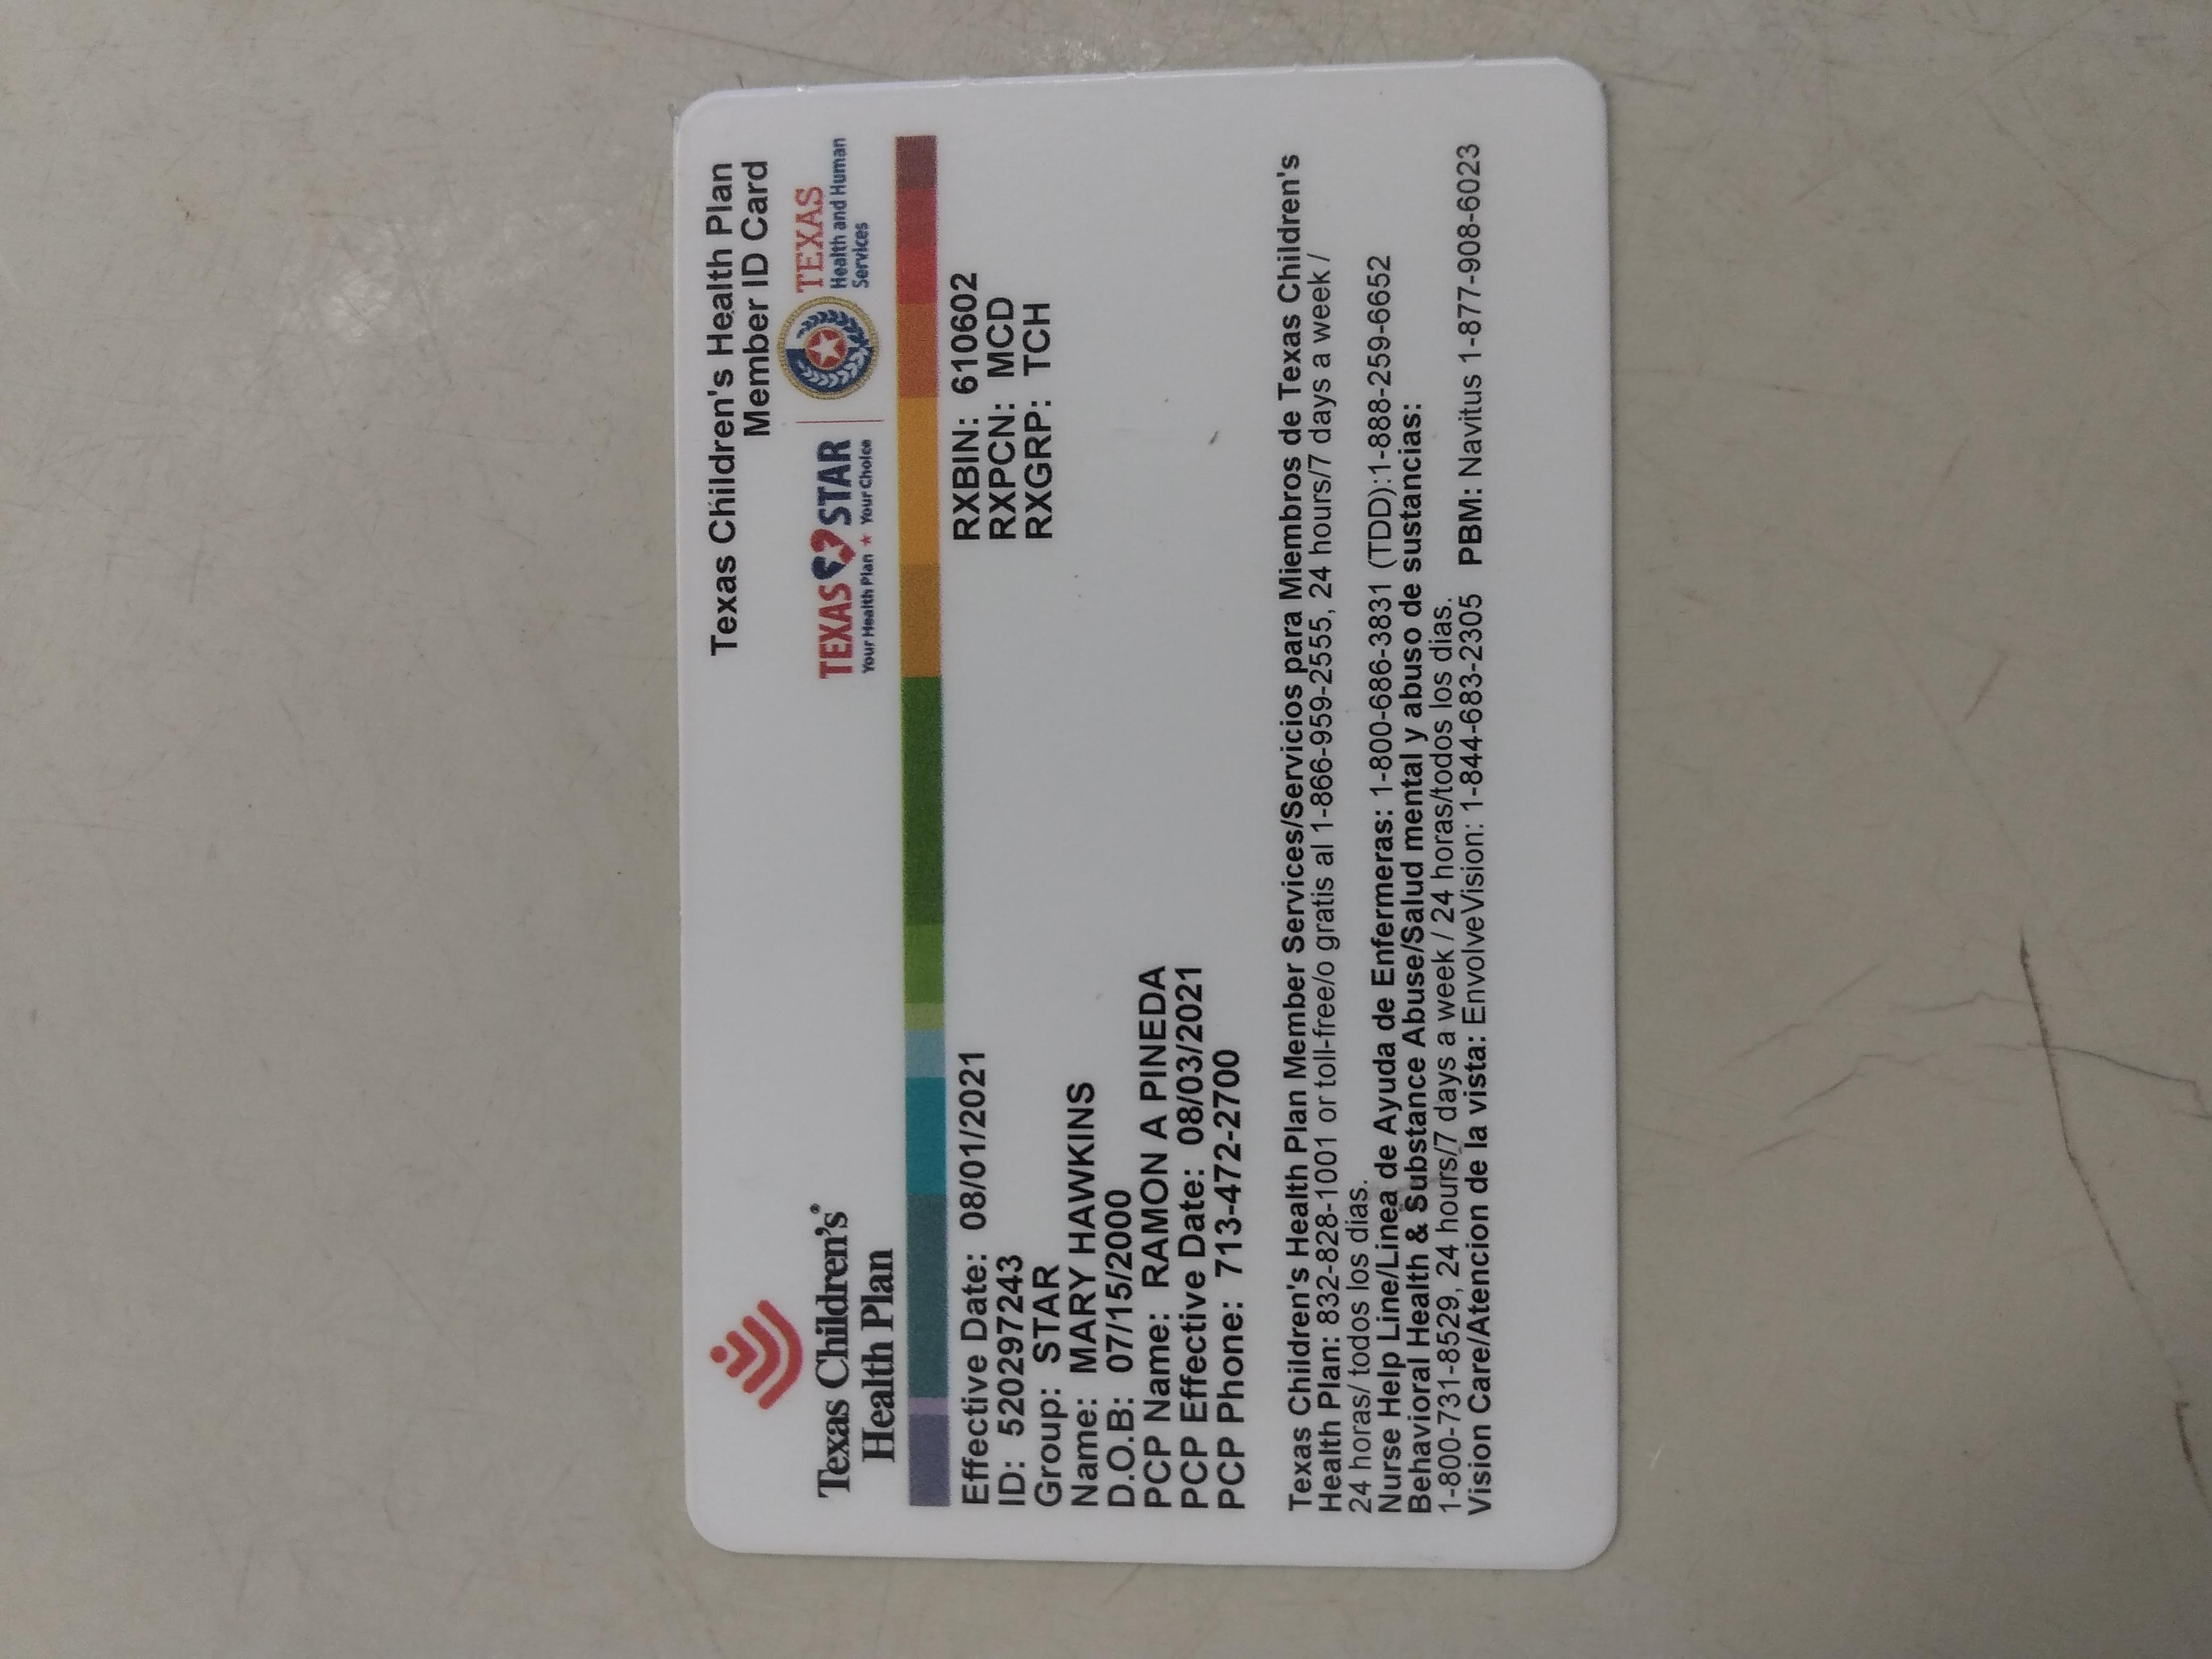 Texas Children's Health Plan
Member ID Card
Texas Children's®
Health Plan
TEXAS STAR
Your Health Plan ★ Your Choice
TEXAS
Health and Human
Services
Effective Date: 08/01/2021
ID: 520297243
Group: STAR
Name: MARY HAWKINS
D.O.B: 07/15/2000
PCP Name: RAMON A PINEDA
PCP Effective Date: 08/03/2021
PCP Phone: 713-472-2700
RXBIN: 610602
RXPCN: MCD
RXGRP: TCH
Texas Children's Health Plan Member Services/Servicios para Miembros de Texas Children's
Health Plan: 832-828-1001 or toll-free/o gratis al 1-866-959-2555, 24 hours/7 days a week /
24 horas/ todos los dias.
Nurse Help Line/Linea de Ayuda de Enfermeras: 1-800-686-3831 (TDD):1-888-259-6652
Behavioral Health & Substance Abuse/Salud mental y abuso de sustancias:
1-800-731-8529, 24 hours/7 days a week / 24 horas/todos los dias.
Vision Care/Atencion de la vista: EnvolveVision: 1-844-683-2305 PBM: Navitus 1-877-908-6023